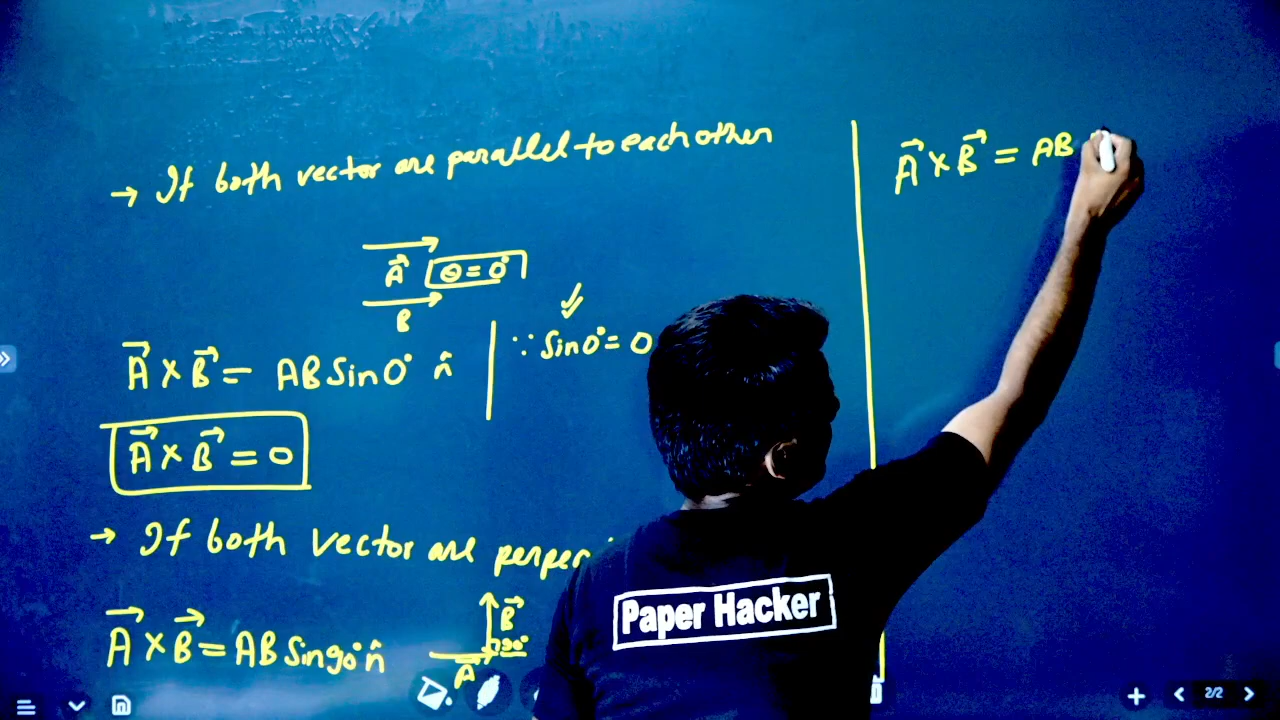 → If both vector are parallel to each other
A⃗ θ = 0°
B
A⃗ × B⃗ = AB Sin0° n̂
∵ Sin0° = 0
A⃗ × B⃗ = 0
→ If both vector are
B⃗
90°
A⃗
A⃗ × B⃗ = AB Sin90° n̂
A⃗ × B⃗ = AB
Paper Hacker
2/2